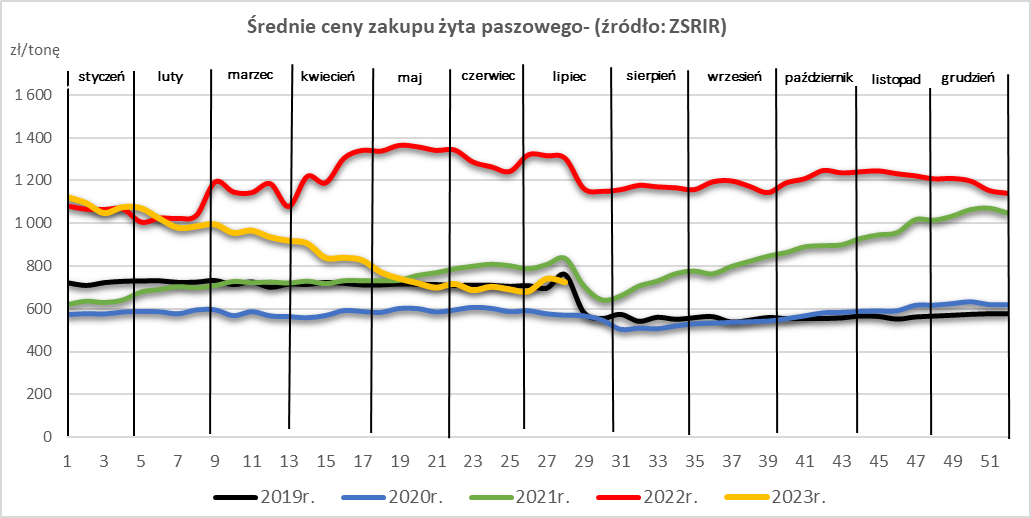 Średnie ceny zakupu żyta paszowego- (źródło: ZSRIR)
zł/tonę
styczeń luty marzec kwiecień maj czerwiec lipiec sierpień wrzesień październik listopad grudzień
1 600
1 400
1 200
1 000
800
600
400
200
0
1 3 5 7 9 11 13 15 17 19 21 23 25 27 29 31 33 35 37 39 41 43 45 47 49 51
2019r. 2020r. 2021r. 2022r. 2023r.